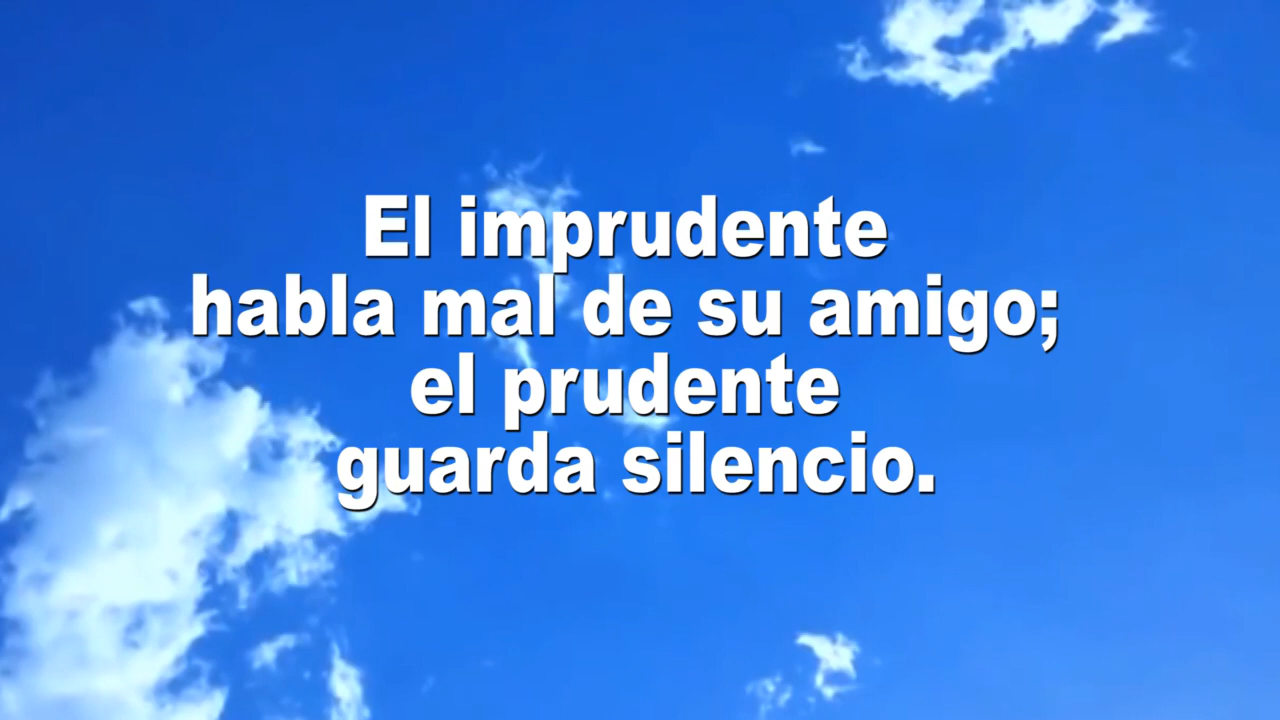 El imprudente
habla mal de su amigo;
el prudente
guarda silencio.